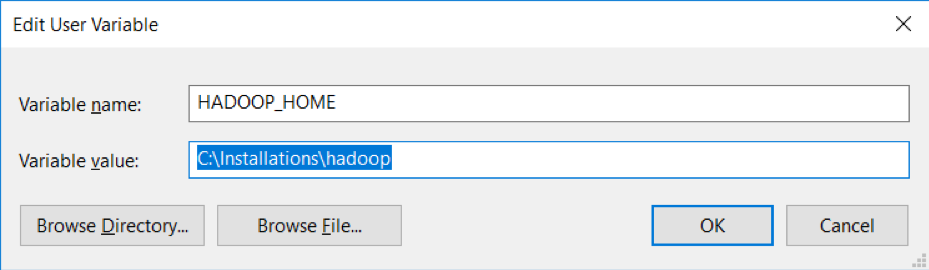 Edit User Variable
Variable name: HADOOP_HOME
Variable value: C:\Installations\hadoop
Browse Directory... Browse File... OK Cancel